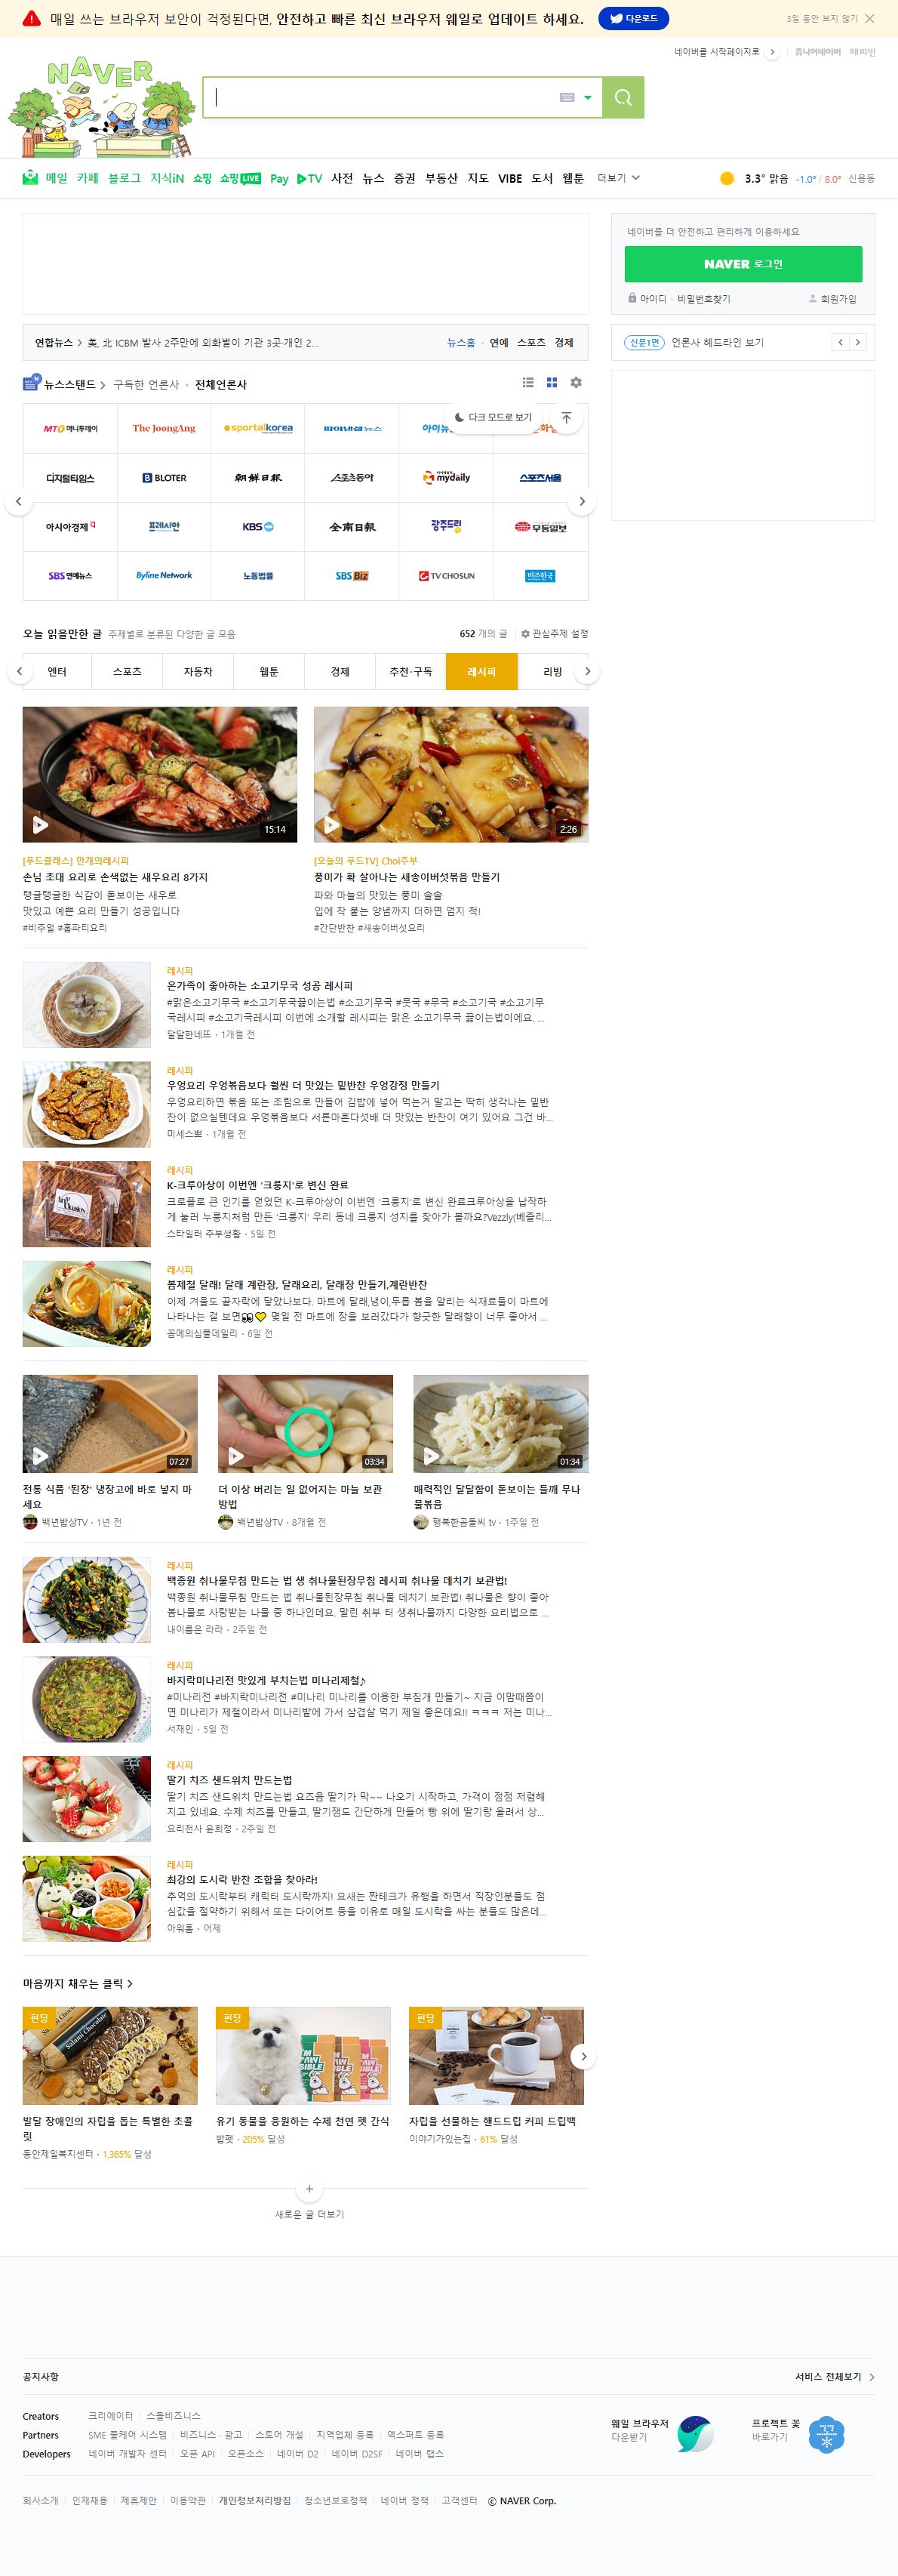 매일 쓰는 브라우저 보안이 걱정된다면, 안전하고 빠른 최신 브라우저 웨일로 업데이트 하세요. 다운로드 3일 동안 보지 않기
네이버를 시작페이지로 쥬니어네이버 해피빈
NAVER
메일 카페 블로그 지식iN 쇼핑 쇼핑LIVE Pay TV 사전 뉴스 증권 부동산 지도 VIBE 도서 웹툰 더보기 3.3° 맑음 -1.0° / 8.0° 신용동
네이버를 더 안전하고 편리하게 이용하세요
NAVER 로그인
아이디 · 비밀번호찾기 회원가입
연합뉴스 > 美, 北 ICBM 발사 2주만에 외화벌이 기관 3곳·개인 2... 뉴스홈 · 연예 스포츠 경제
신문1면 언론사 헤드라인 보기
뉴스스탠드 > 구독한 언론사 · 전체언론사
다크 모드로 보기
MTO 머니투데이 The JoongAng sportalkorea 파이낸셜뉴스
디지털타임스 BLOTER 朝鮮日報 스포츠동아 mydaily 스포츠서울
아시아경제 프레시안 KBS 全南日報 광주드림 무등일보
SBS 연예뉴스 Byline Network 노동법률 SBS Biz TV CHOSUN 비즈한국
오늘 읽을만한 글 주제별로 분류된 다양한 글 모음 652 개의 글 관심주제 설정
엔터 스포츠 자동차 웹툰 경제 추천·구독 레시피 리빙
15:14 2:26
[푸드클래스] 만개의레시피
손님 초대 요리로 손색없는 새우요리 8가지
탱글탱글한 식감이 돋보이는 새우로
맛있고 예쁜 요리 만들기 성공입니다
#비주얼 #홈파티요리
[오늘의 푸드TV] Choi주부
풍미가 확 살아나는 새송이버섯볶음 만들기
파와 마늘의 맛있는 풍미 솔솔
입에 착 붙는 양념까지 더하면 엄지 척!
#간단반찬 #새송이버섯요리
레시피
온가족이 좋아하는 소고기무국 성공 레시피
#맑은소고기무국 #소고기무국끓이는법 #소고기무국 #뭇국 #무국 #소고기국 #소고기무
국레시피 #소고기국레시피 이번에 소개할 레시피는 맑은 소고기무국 끓이는법이에요. ...
달달한네뜨 · 1개월 전
레시피
우엉요리 우엉볶음보다 훨씬 더 맛있는 밑반찬 우엉강정 만들기
우엉요리하면 볶음 또는 조림으로 만들어 김밥에 넣어 먹는거 말고는 딱히 생각나는 밑반
찬이 없으실텐데요 우엉볶음보다 서른마흔다섯배 더 맛있는 반찬이 여기 있어요 그건 바...
미세스뽀 · 1개월 전
레시피
K-크루아상이 이번엔 '크룽지'로 변신 완료
크로플로 큰 인기를 얻었던 K-크루아상이 이번엔 '크룽지'로 변신 완료크루아상을 납작하
게 눌러 누룽지처럼 만든 '크룽지' 우리 동네 크룽지 성지를 찾아가 볼까요?Vezzly(베즐리...
스타일러 주부생활 · 5일 전
레시피
봄제철 달래! 달래 계란장, 달래요리, 달래장 만들기,계란반찬
이제 겨울도 끝자락에 닿았나보다. 마트에 달래,냉이,두릅 봄을 알리는 식재료들이 마트에
나타나는 걸 보면👀💛 몇일 전 마트에 장을 보러갔다가 향긋한 달래향이 너무 좋아서 ...
꼼메의심플데일리 · 6일 전
07:27 03:34 01:34
전통 식품 '된장' 냉장고에 바로 넣지 마
세요
백년밥상TV · 1년 전
더 이상 버리는 일 없어지는 마늘 보관
방법
백년밥상TV · 8개월 전
매력적인 달달함이 돋보이는 들깨 무나
물볶음
행복한곰돌씨 tv · 1주일 전
레시피
백종원 취나물무침 만드는 법 생 취나물된장무침 레시피 취나물 데치기 보관법!
백종원 취나물무침 만드는 법 취나물된장무침 취나물 데치기 보관법! 취나물은 향이 좋아
봄나물로 사랑받는 나물 중 하나인데요. 말린 취부 터 생취나물까지 다양한 요리법으로 ...
내이름은 라라 · 2주일 전
레시피
바지락미나리전 맛있게 부치는법 미나리제철♪
#미나리전 #바지락미나리전 #미나리 미나리를 이용한 부침개 만들기~ 지금 이맘때쯤이
면 미나리가 제철이라서 미나리밭에 가서 삼겹살 먹기 제일 좋은데요!! ㅋㅋㅋ 저는 미나...
서재인 · 5일 전
레시피
딸기 치즈 샌드위치 만드는법
딸기 치즈 샌드위치 만드는법 요즈음 딸기가 막~~ 나오기 시작하고, 가격이 점점 저렴해
지고 있네요. 수제 치즈를 만들고, 딸기잼도 간단하게 만들어 빵 위에 딸기랑 올려서 상...
요리천사 윤희정 · 2주일 전
레시피
최강의 도시락 반찬 조합을 찾아라!
추억의 도시락부터 캐릭터 도시락까지! 요새는 짠테크가 유행을 하면서 직장인분들도 점
심값을 절약하기 위해서 또는 다이어트 등을 이유로 매일 도시락을 싸는 분들도 많은데...
아워홈 · 어제
마음까지 채우는 클릭 >
펀딩 펀딩 펀딩
발달 장애인의 자립을 돕는 특별한 초콜
릿
동안제일복지센터 · 1,365% 달성
유기 동물을 응원하는 수제 천연 펫 간식
밥펫 · 205% 달성
자립을 선물하는 핸드드립 커피 드립백
이야기가있는집 · 61% 달성
새로운 글 더보기
공지사항 서비스 전체보기
Creators 크리에이터 스몰비즈니스
Partners SME 풀케어 시스템 비즈니스 · 광고 스토어 개설 지역업체 등록 엑스퍼트 등록
Developers 네이버 개발자 센터 오픈 API 오픈소스 네이버 D2 네이버 D2SF 네이버 랩스
웨일 브라우저
다운받기
프로젝트 꽃
바로가기
회사소개 인재채용 제휴제안 이용약관 개인정보처리방침 청소년보호정책 네이버 정책 고객센터 ⓒ NAVER Corp.